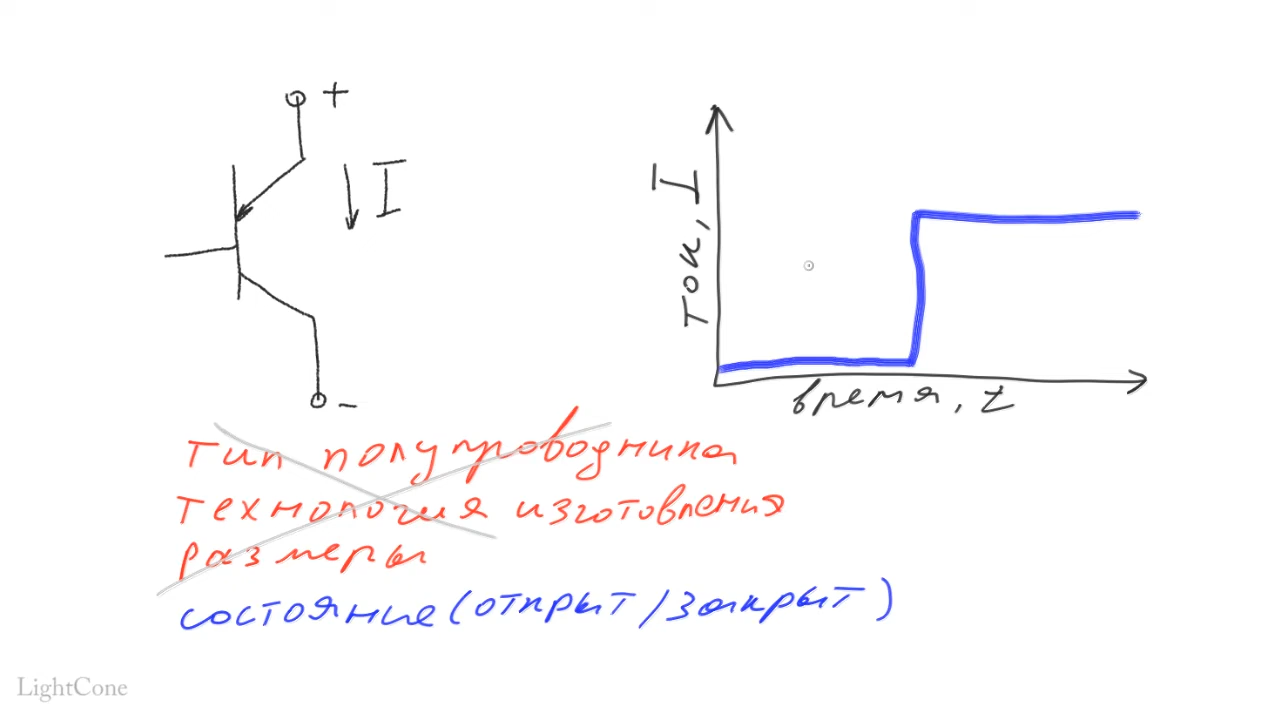 +
I
-
ток, I
время, t
тип полупроводника
технология изготовления
размеры
состояние (открыт/закрыт)
LightCone